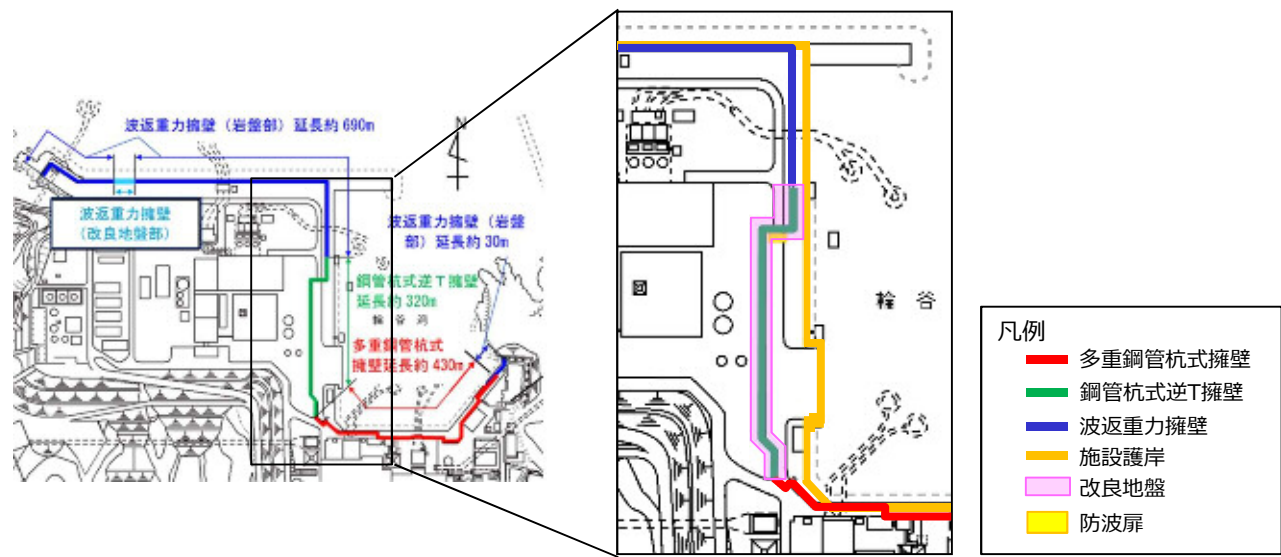 波返重力擁壁（岩盤部）延長約 690m
N
波返重力擁壁
（改良地盤部）
波返重力擁壁（岩盤
部）延長約 30m
鋼管杭式逆T擁壁
延長約 320m
輪 谷 湾
多重鋼管杭式
擁壁延長約 430m
輪 谷
凡例
多重鋼管杭式擁壁
鋼管杭式逆T擁壁
波返重力擁壁
施設護岸
改良地盤
防波扉